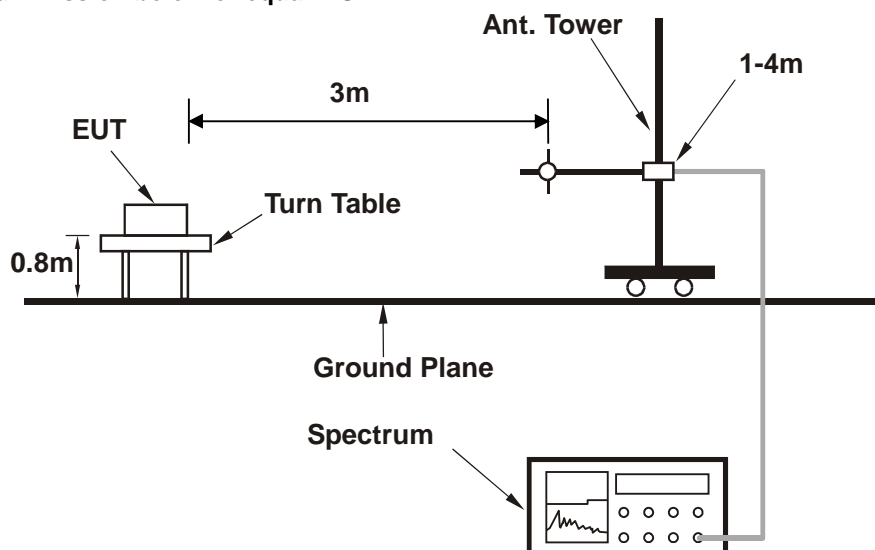 Ant. Tower
1-4m
3m
EUT
Turn Table
0.8m
Ground Plane
Spectrum